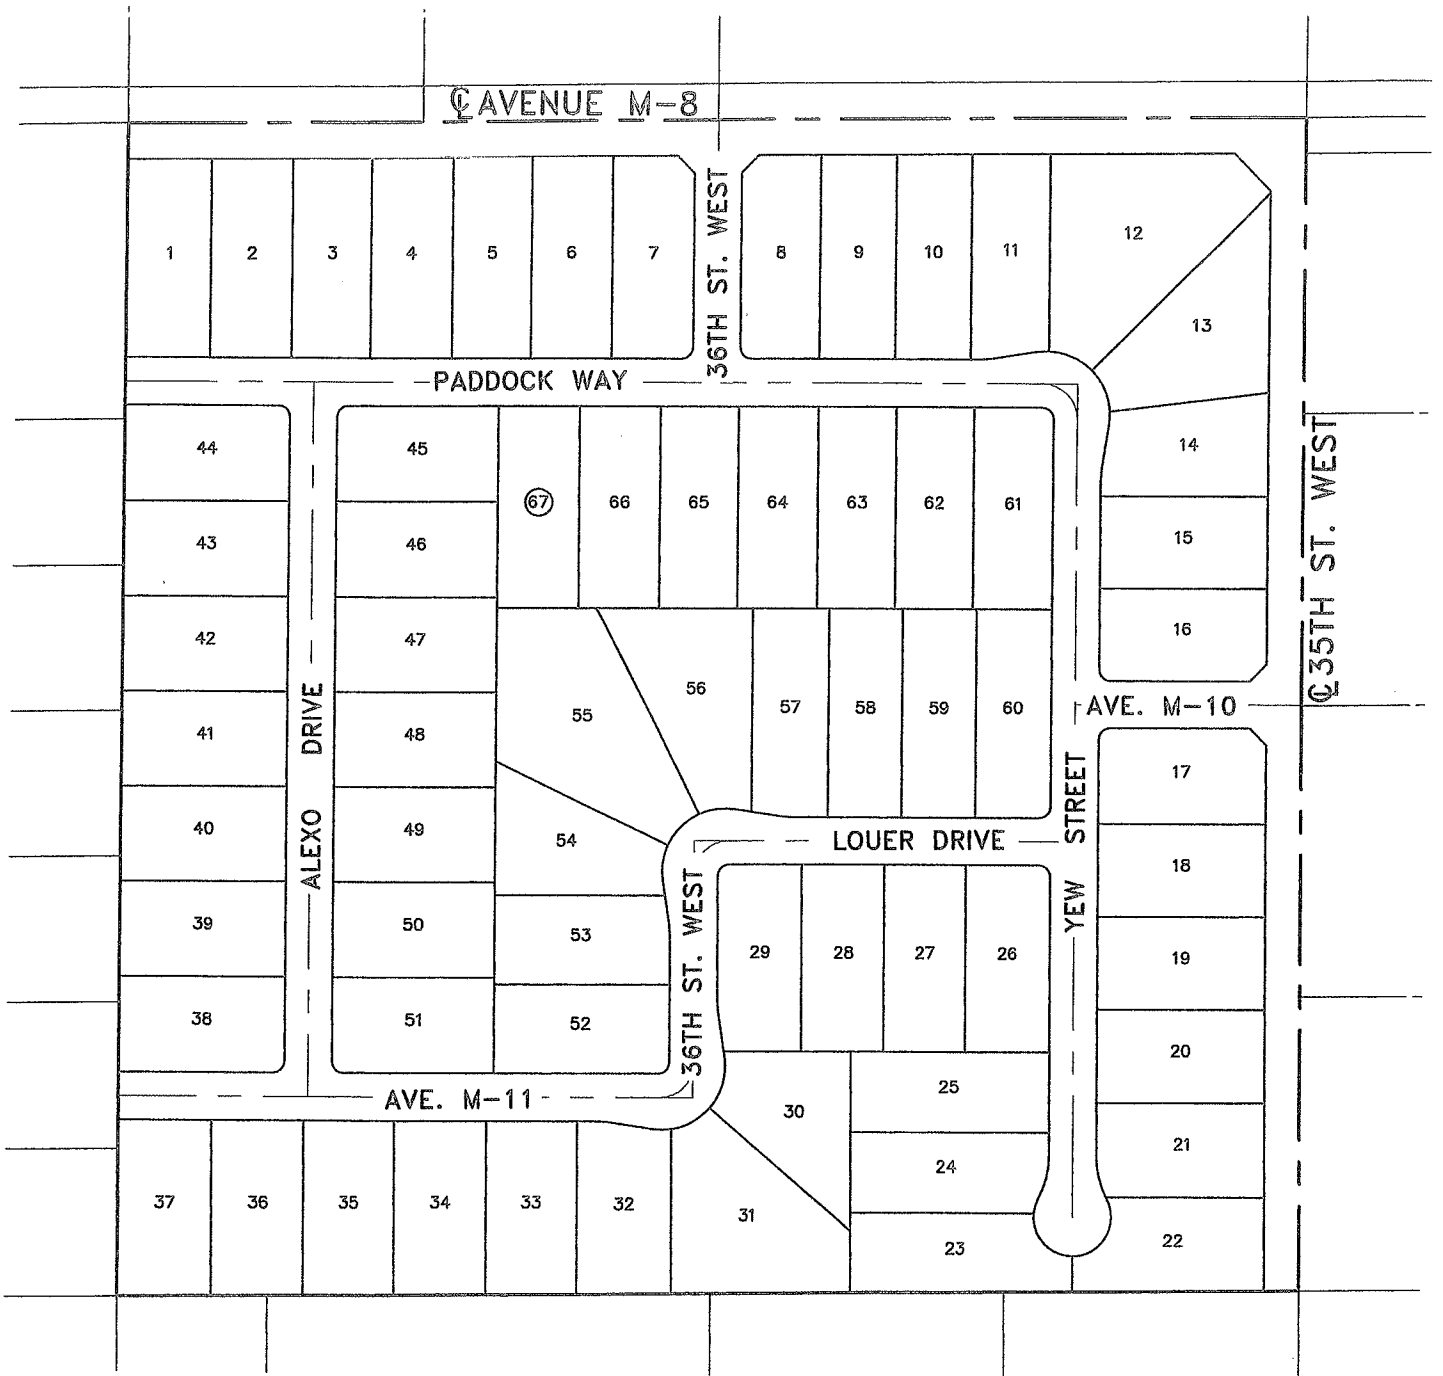 ℄ AVENUE M-8
36TH ST. WEST
1 2 3 4 5 6 7 8 9 10 11 12
13
PADDOCK WAY
44 45 14
67 66 65 64 63 62 61
℄ 35TH ST. WEST
43 46 15
42 47 16
55 56 57 58 59 60
AVE. M-10
41 48
ALEXO DRIVE
17
YEW STREET
40 49 54
LOUER DRIVE
18
36TH ST. WEST
39 50 53 29 28 27 26 19
38 51 52 20
AVE. M-11
25
30
24 21
37 36 35 34 33 32 31
23 22